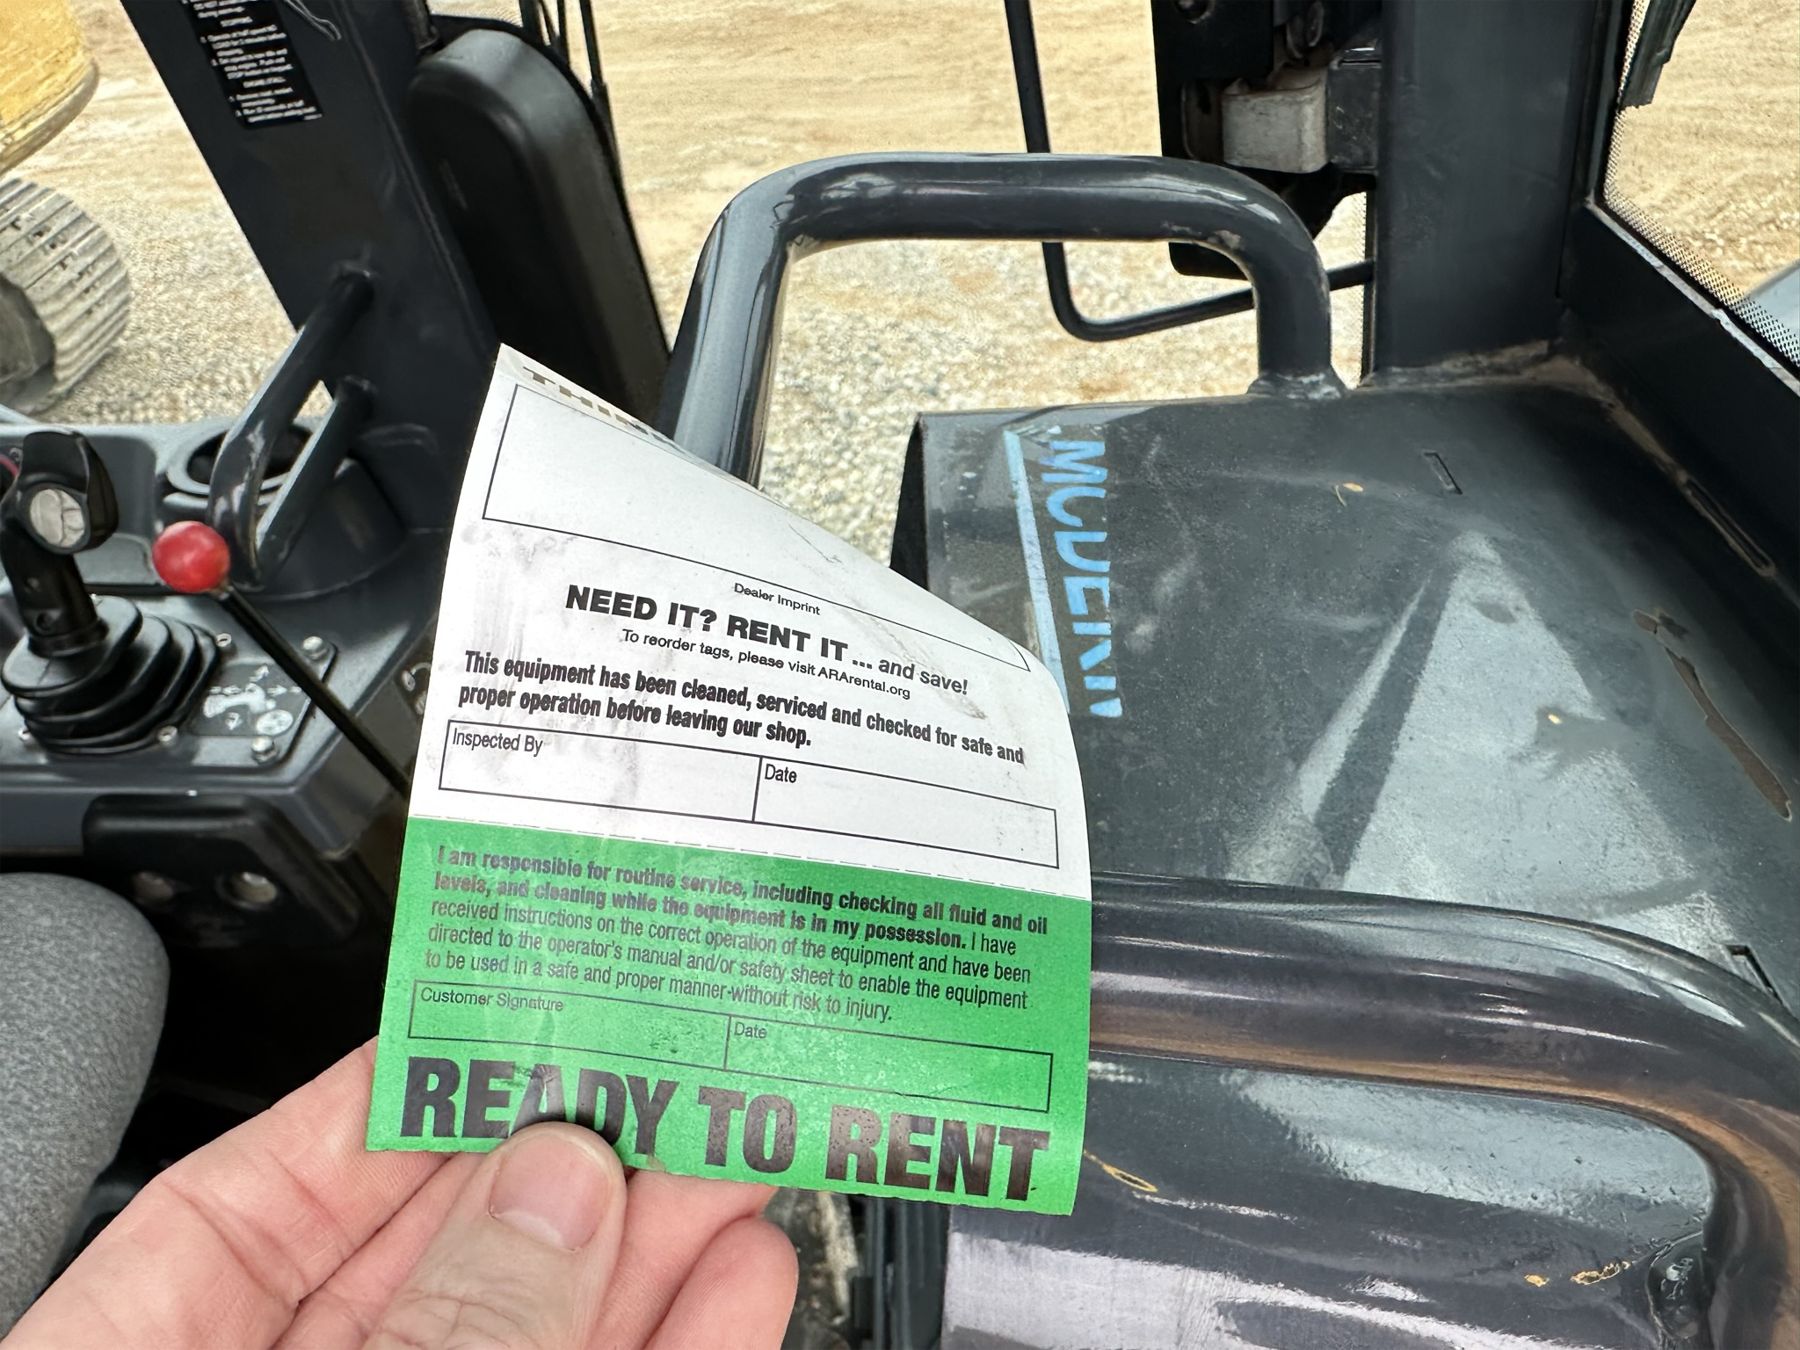 STOPPING
NEED IT? RENT IT ... and save!
Dealer Imprint
To reorder tags, please visit ARArental.org
This equipment has been cleaned, serviced and checked for safe and
proper operation before leaving our shop.
Inspected By
Date
I am responsible for routine service, including checking all fluid and oil
levels, and cleaning while the equipment is in my possession. I have
received instructions on the correct operation of the equipment and have been
directed to the operator's manual and/or safety sheet to enable the equipment
to be used in a safe and proper manner-without risk to injury.
Customer Signature
Date
READY TO RENT